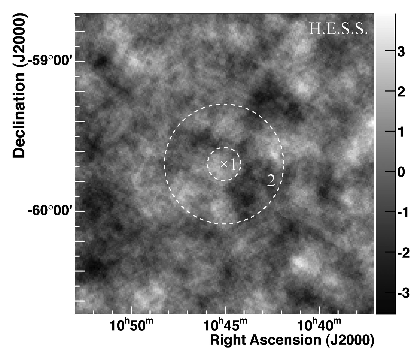 H.E.S.S.
Declination (J2000)
-59°00'
-60°00'
1
2
3
2
1
0
-1
-2
-3
10h50m
10h45m
10h40m
Right Ascension (J2000)